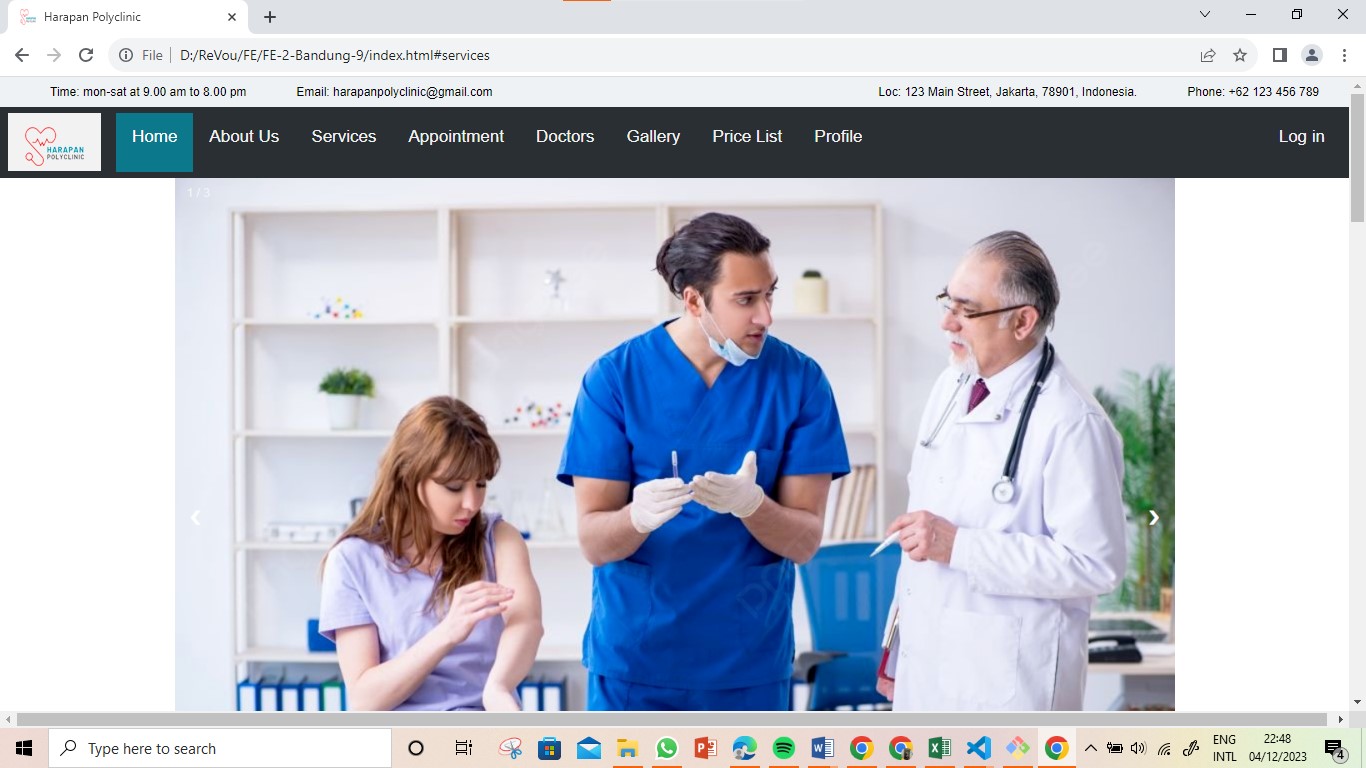 Harapan Polyclinic
File D:/ReVou/FE/FE-2-Bandung-9/index.html#services
Time: mon-sat at 9.00 am to 8.00 pm Email: harapanpolyclinic@gmail.com Loc: 123 Main Street, Jakarta, 78901, Indonesia. Phone: +62 123 456 789
HARAPAN
POLYCLINIC
Home About Us Services Appointment Doctors Gallery Price List Profile Log in
1 / 3
Type here to search
ENG
INTL
22:48
04/12/2023
4